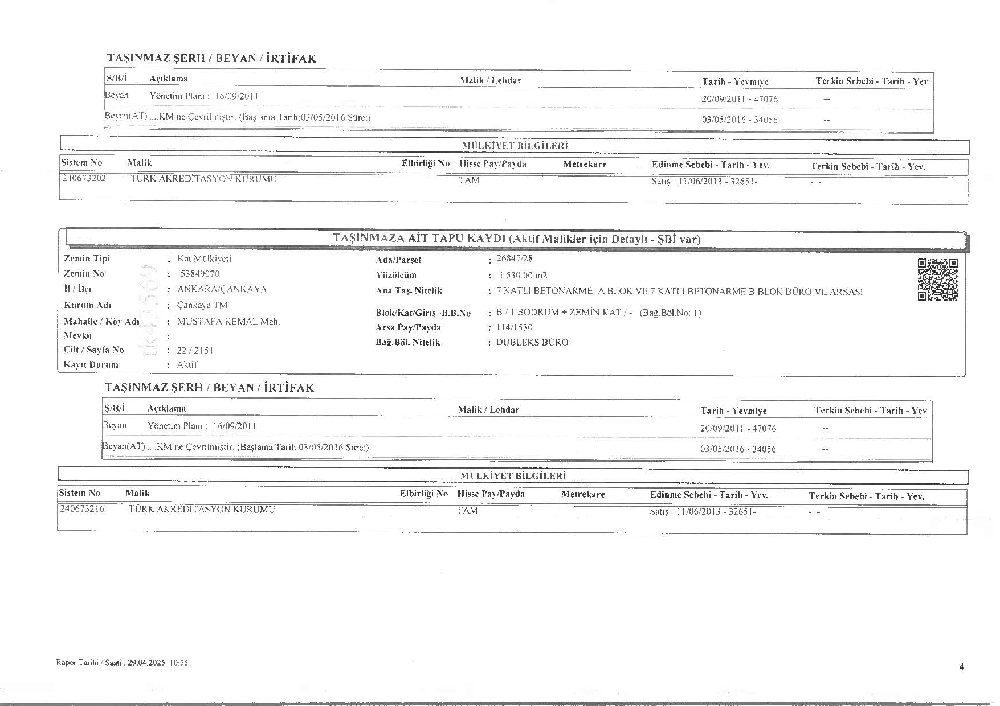 TAŞINMAZ ŞERH / BEYAN / İRTİFAK
Ş/B/İ Açıklama Malik / Lehdar Tarih - Yevmiye Terkin Sebebi - Tarih - Yev
Beyan Yönetim Planı : 16/09/2011 20/09/2011 - 47076 --
Beyan(AT) ....KM ne Çevrilmiştir. (Başlama Tarih:03/05/2016 Süre:) 03/05/2016 - 34056 --
MÜLKİYET BİLGİLERİ
Sistem No Malik Elbirliği No Hisse Pay/Payda Metrekare Edinme Sebebi - Tarih - Yev. Terkin Sebebi - Tarih - Yev.
240673202 TÜRK AKREDİTASYON KURUMU TAM Satış - 11/06/2013 - 32651- - -
TAŞINMAZA AİT TAPU KAYDI (Aktif Malikler için Detaylı - ŞBİ var)
Zemin Tipi : Kat Mülkiyeti Ada/Parsel : 26847/28
Zemin No : 53849070 Yüzölçüm : 1.530,00 m2
İl / İlçe : ANKARA/ÇANKAYA Ana Taş. Nitelik : 7 KATLI BETONARME A BLOK VE 7 KATLI BETONARME B BLOK BÜRO VE ARSASI
Kurum Adı : Çankaya TM
Blok/Kat/Giriş -B.B.No : B / 1.BODRUM + ZEMİN KAT / - (Bağ.Böl.No: 1)
Mahalle / Köy Adı : MUSTAFA KEMAL Mah.
Arsa Pay/Payda : 114/1530
Mevkii :
Bağ.Böl. Nitelik : DUBLEKS BÜRO
Cilt / Sayfa No : 22 / 2151
Kayıt Durum : Aktif
TAŞINMAZ ŞERH / BEYAN / İRTİFAK
Ş/B/İ Açıklama Malik / Lehdar Tarih - Yevmiye Terkin Sebebi - Tarih - Yev
Beyan Yönetim Planı : 16/09/2011 20/09/2011 - 47076 --
Beyan(AT) ....KM ne Çevrilmiştir. (Başlama Tarih:03/05/2016 Süre:) 03/05/2016 - 34056 --
MÜLKİYET BİLGİLERİ
Sistem No Malik Elbirliği No Hisse Pay/Payda Metrekare Edinme Sebebi - Tarih - Yev. Terkin Sebebi - Tarih - Yev.
240673216 TÜRK AKREDİTASYON KURUMU TAM Satış - 11/06/2013 - 32651- - -
Rapor Tarihi / Saati : 29.04.2025 10:55
4